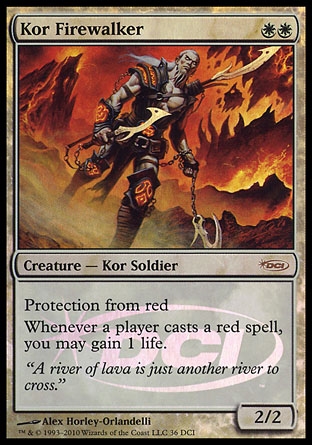 Kor Firewalker
Creature — Kor Soldier
DCI
Protection from red
Whenever a player casts a red spell,
you may gain 1 life.
“A river of lava is just another river to
cross.”
DCI
Alex Horley-Orlandelli
™ & © 1993–2010 Wizards of the Coast LLC 36 DCI
2/2